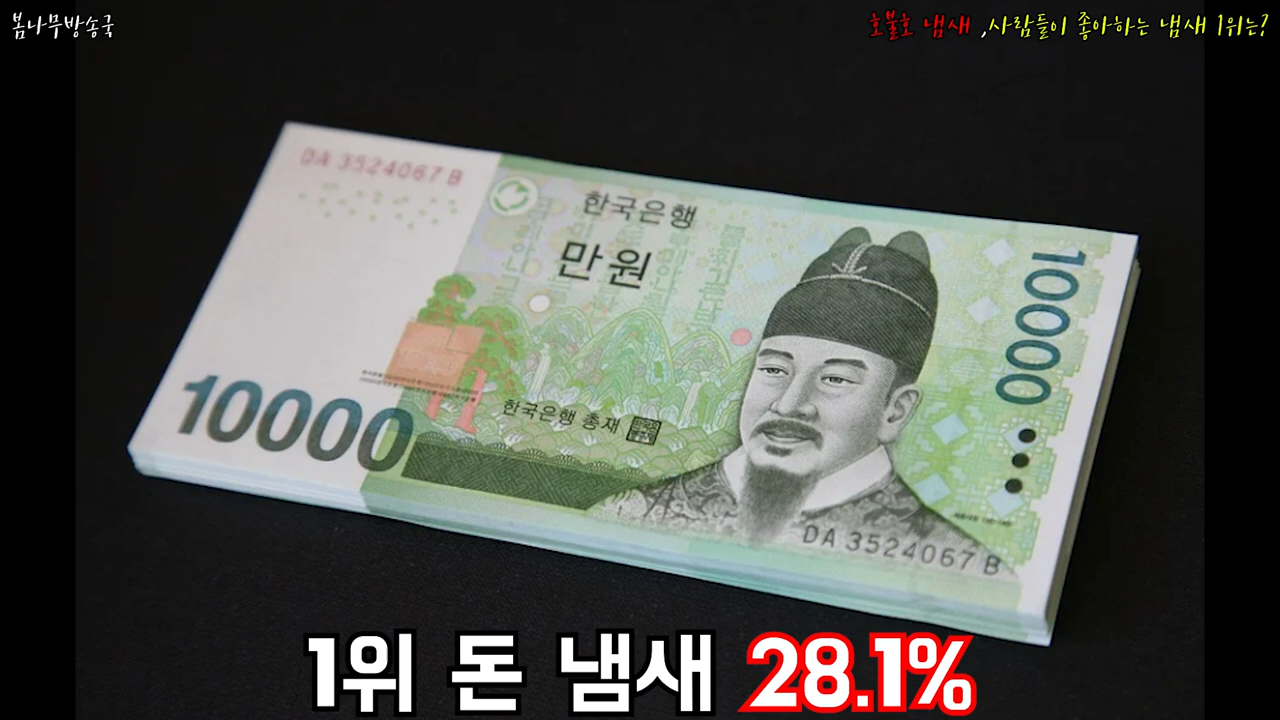 봄나무방송국
호불호 냄새 ,사람들이 좋아하는 냄새 1위는?
DA 3524067 B
한국은행
만원
10000
10000
한국은행 총재
DA 3524067 B
1위 돈 냄새 28.1%